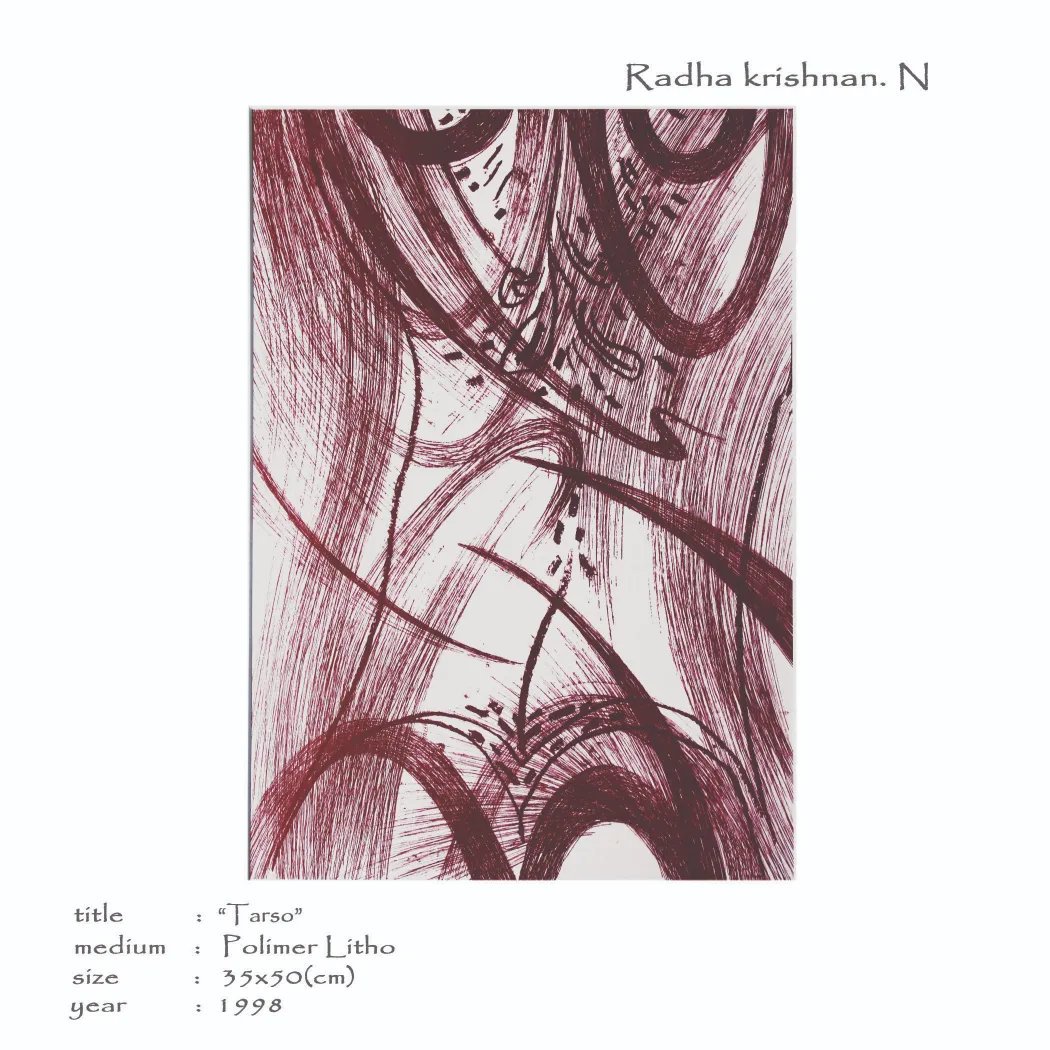 Radha krishnan. N
title : “Tarso”
medium : Polimer Litho
size : 35x50(cm)
year : 1998